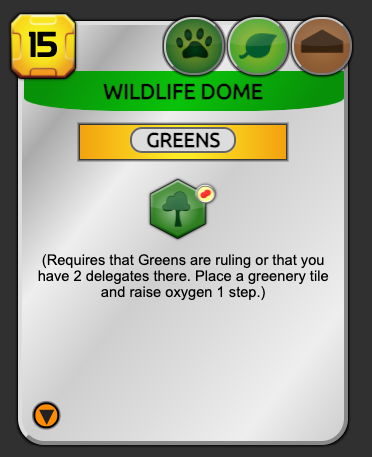 15
WILDLIFE DOME
GREENS
(Requires that Greens are ruling or that you
have 2 delegates there. Place a greenery tile
and raise oxygen 1 step.)